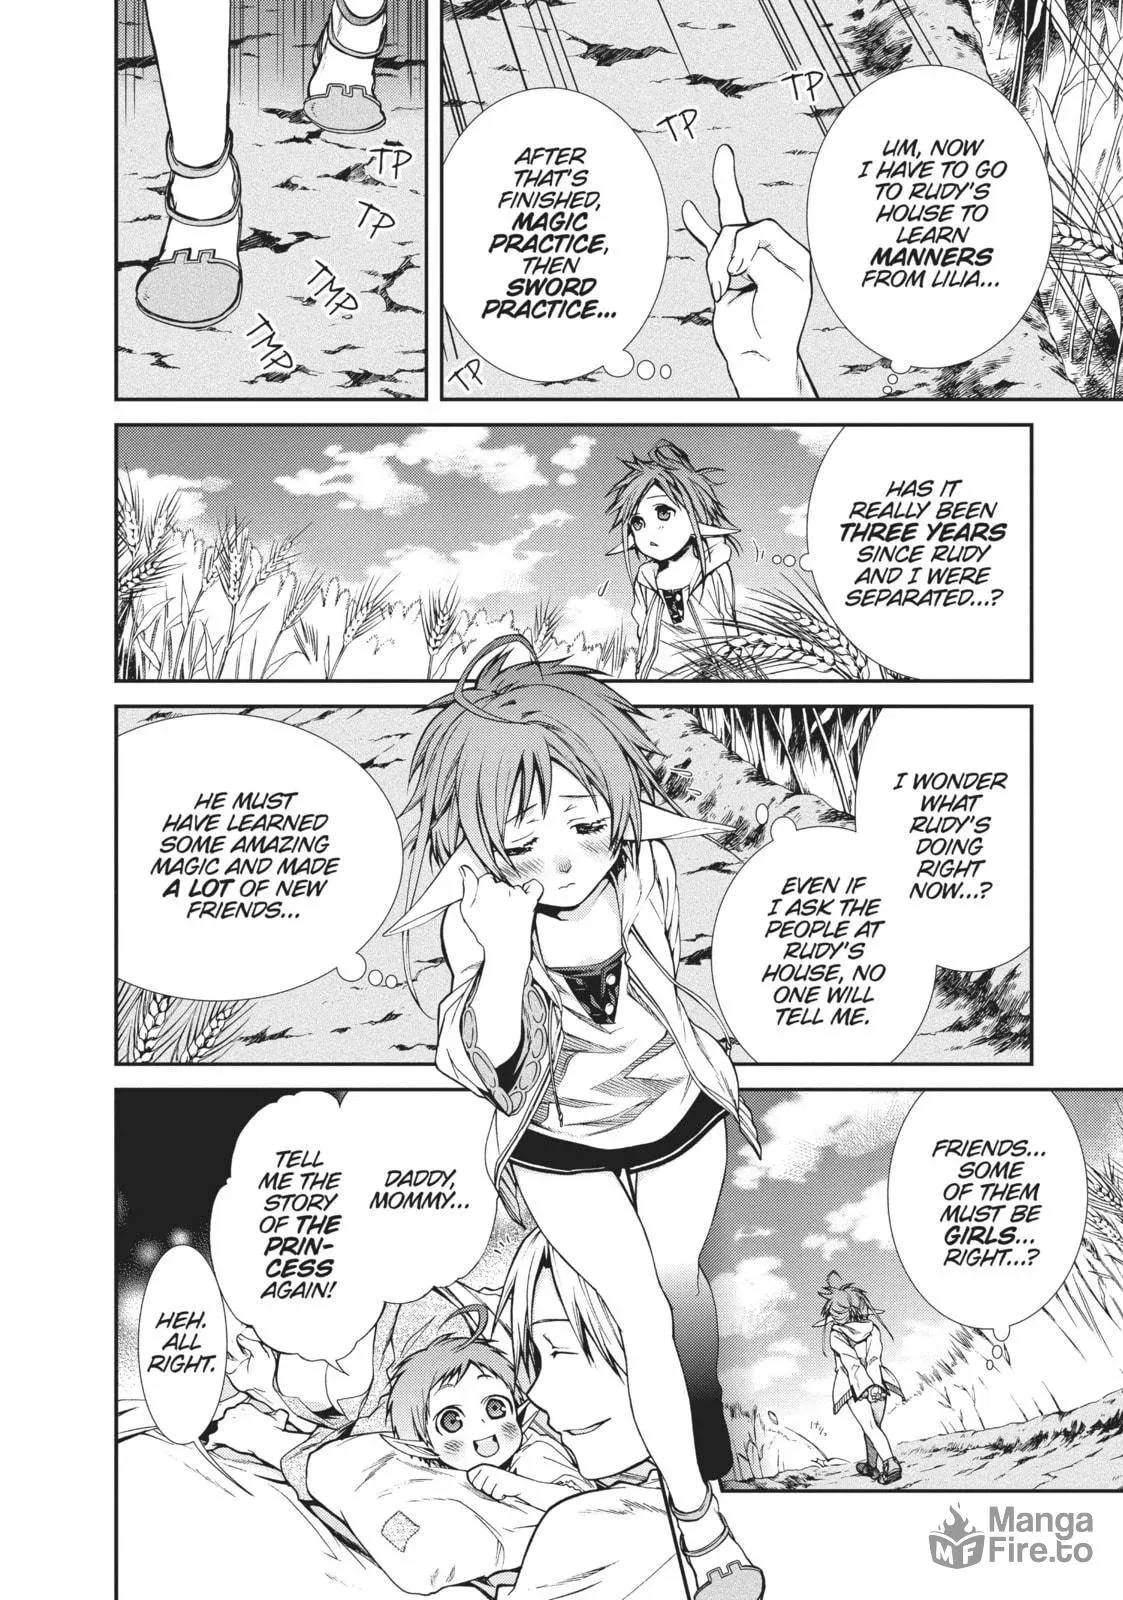 UM, NOW
I HAVE TO GO
TO RUDY'S
HOUSE TO
LEARN
MANNERS
FROM LILIA...
AFTER
THAT'S
FINISHED,
MAGIC
PRACTICE,
THEN
SWORD
PRACTICE...
TP
TP
TP
TP
TP
TMP.
TMP
HAS IT
REALLY BEEN
THREE YEARS
SINCE RUDY
AND I WERE
SEPARATED...?
I WONDER
WHAT
RUDY'S
DOING
RIGHT
NOW...?
EVEN IF
I ASK THE
PEOPLE AT
RUDY'S
HOUSE, NO
ONE WILL
TELL ME.
HE MUST
HAVE LEARNED
SOME AMAZING
MAGIC AND MADE
A LOT OF NEW
FRIENDS...
FRIENDS...
SOME
OF THEM
MUST BE
GIRLS...
RIGHT...?
DADDY,
MOMMY...
TELL
ME THE
STORY
OF THE
PRIN-
CESS
AGAIN!
HEH.
ALL
RIGHT.
Manga
MF Fire.to